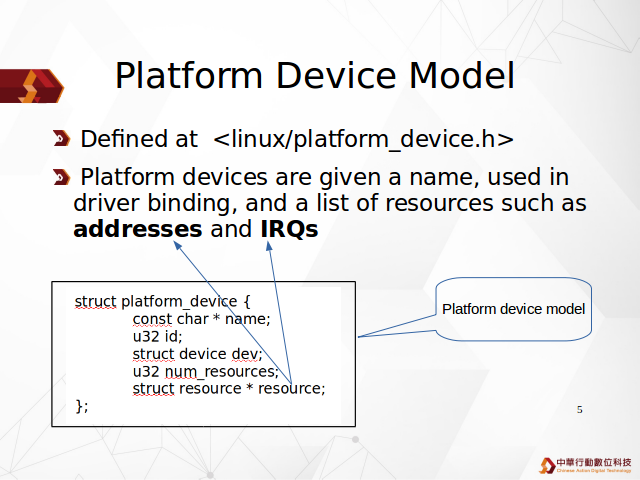 Platform Device Model
Defined at <linux/platform_device.h>
Platform devices are given a name, used in
driver binding, and a list of resources such as
addresses and IRQs
struct platform_device {
const char * name;
u32 id;
struct device dev;
u32 num_resources;
struct resource * resource;
};
Platform device model
5
中華行動數位科技
Chinese Action Digital Technology